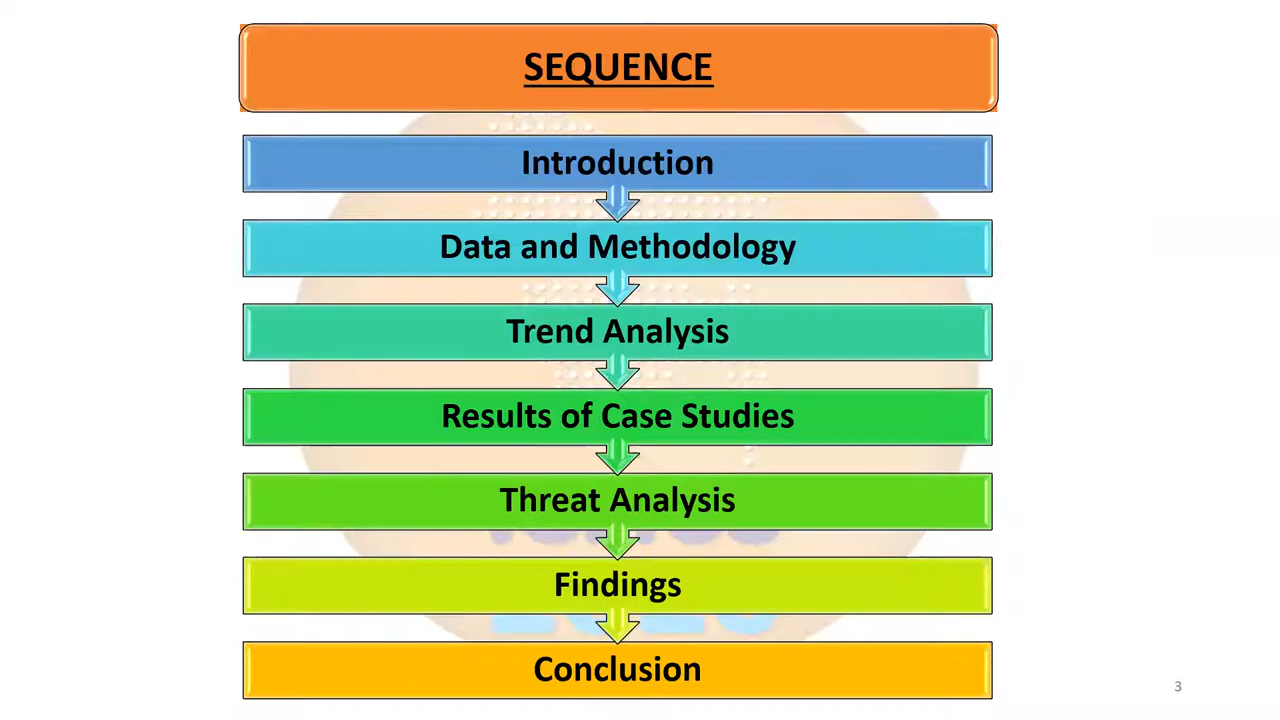 SEQUENCE
Introduction
Data and Methodology
Trend Analysis
Results of Case Studies
Threat Analysis
Findings
Conclusion
3